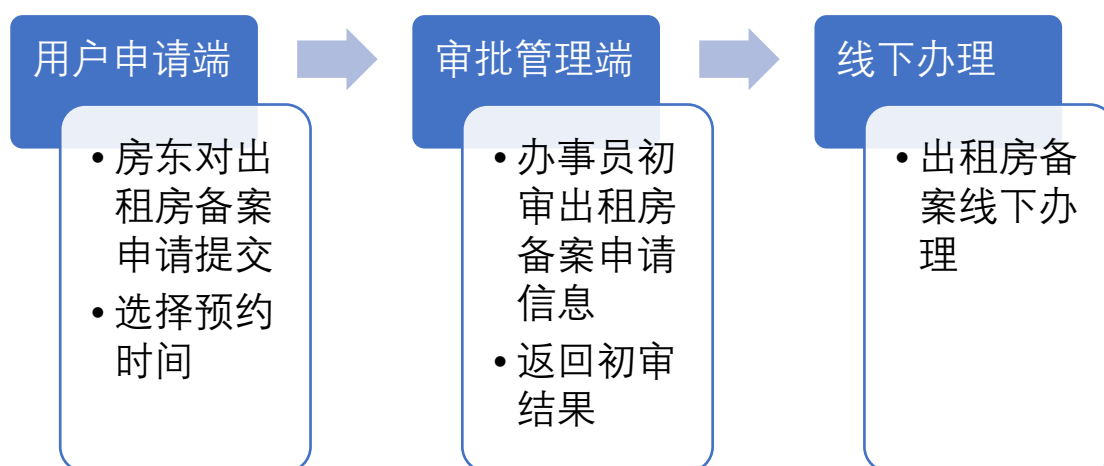 用户申请端
• 房东对出
租房备案
申请提交
• 选择预约
时间
审批管理端
• 办事员初
审出租房
备案申请
信息
• 返回初审
结果
线下办理
• 出租房备
案线下办
理